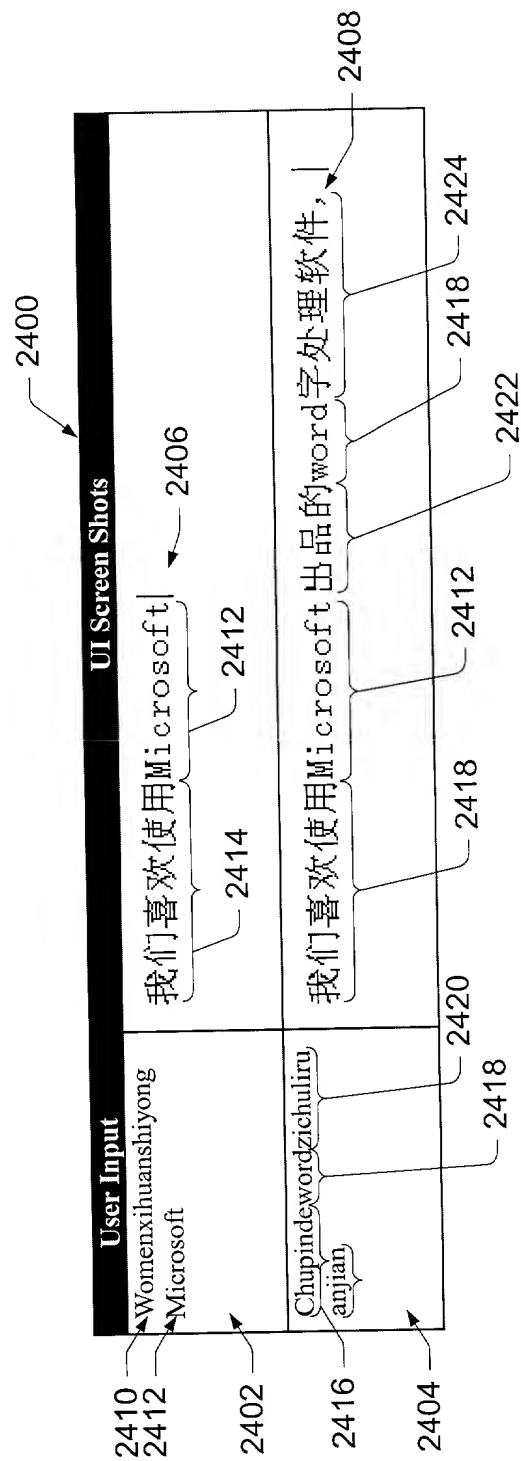 2400
User Input
UI Screen Shots
2410
Womenxihuanshiyong
2412
Microsoft
我们喜欢使用Microsoft
2406
2414
2412
2402
Chupindewordzichuliru
anjian
我们喜欢使用Microsoft出品的word字处理软件,
2408
2416
2418
2420
2418
2412
2422
2418
2424
2404